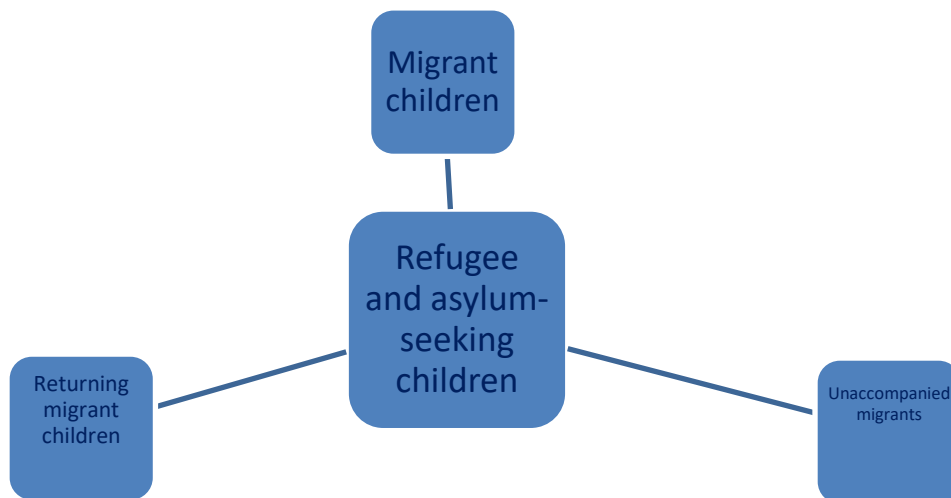 Migrant
children
Refugee
and asylum-
seeking
children
Returning
migrant
children
Unaccompanied
migrants